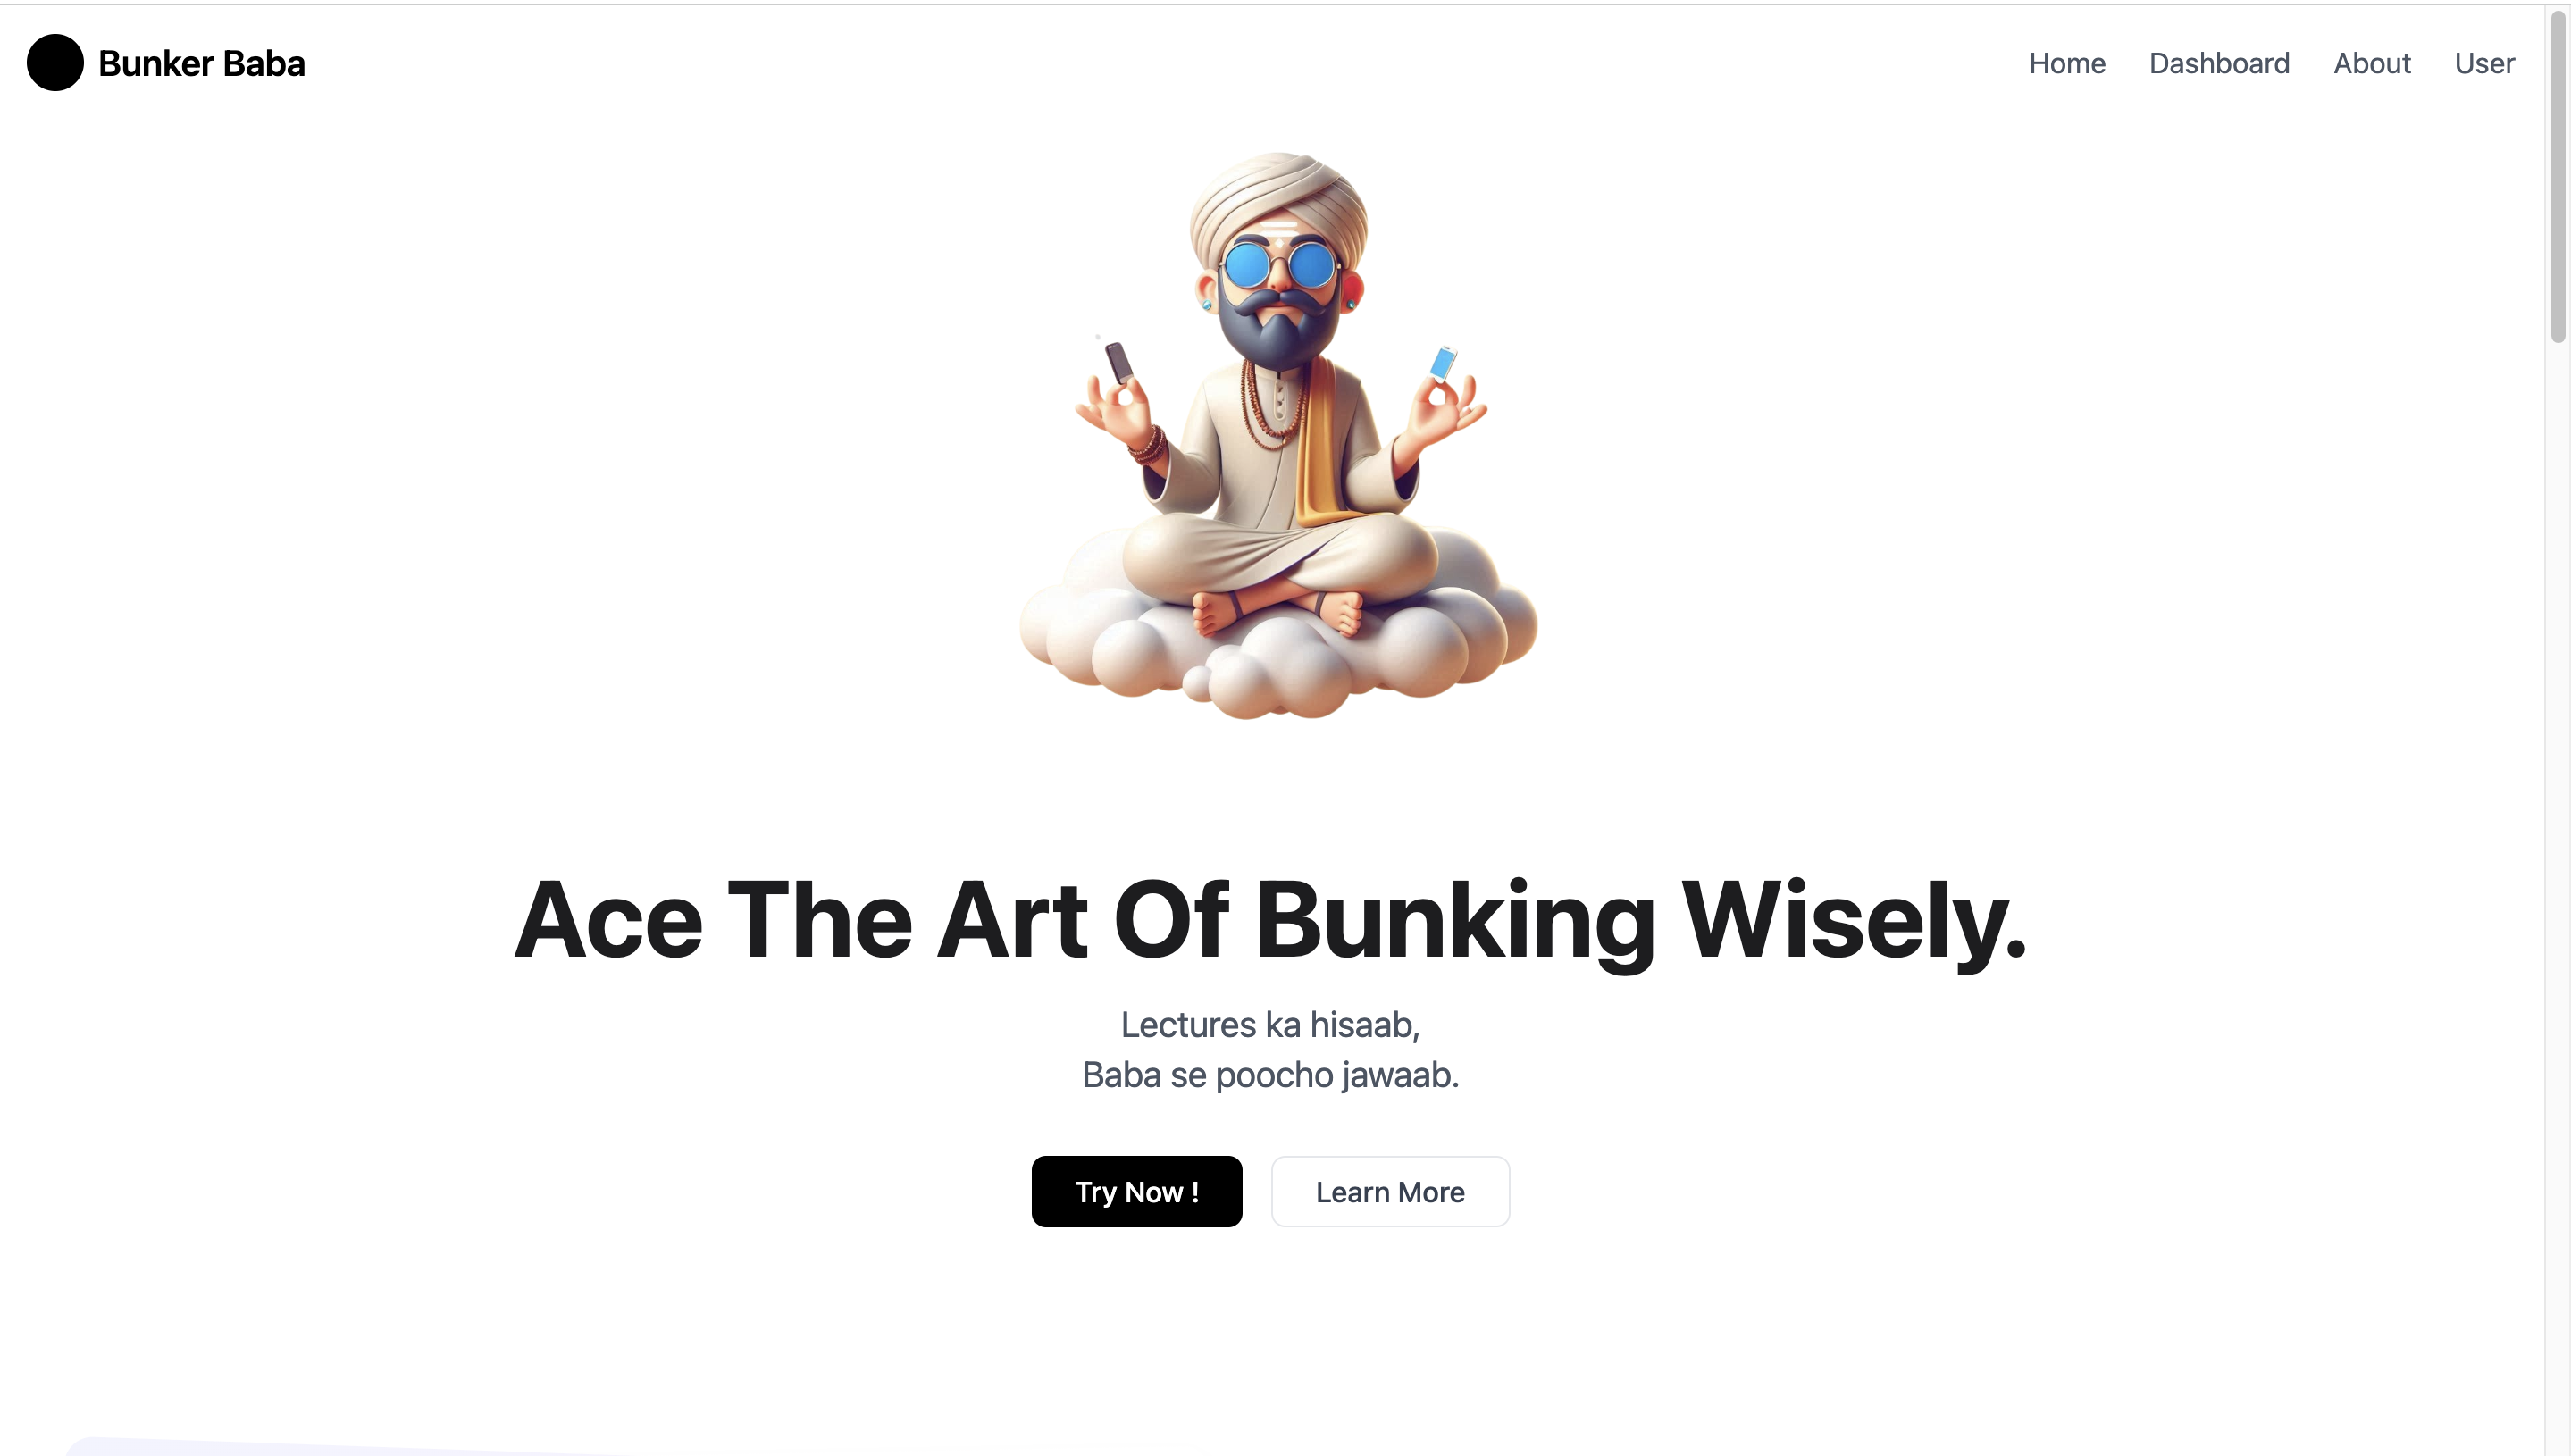 Bunker Baba
Home Dashboard About User
Ace The Art Of Bunking Wisely.
Lectures ka hisaab,
Baba se poocho jawaab.
Try Now !
Learn More